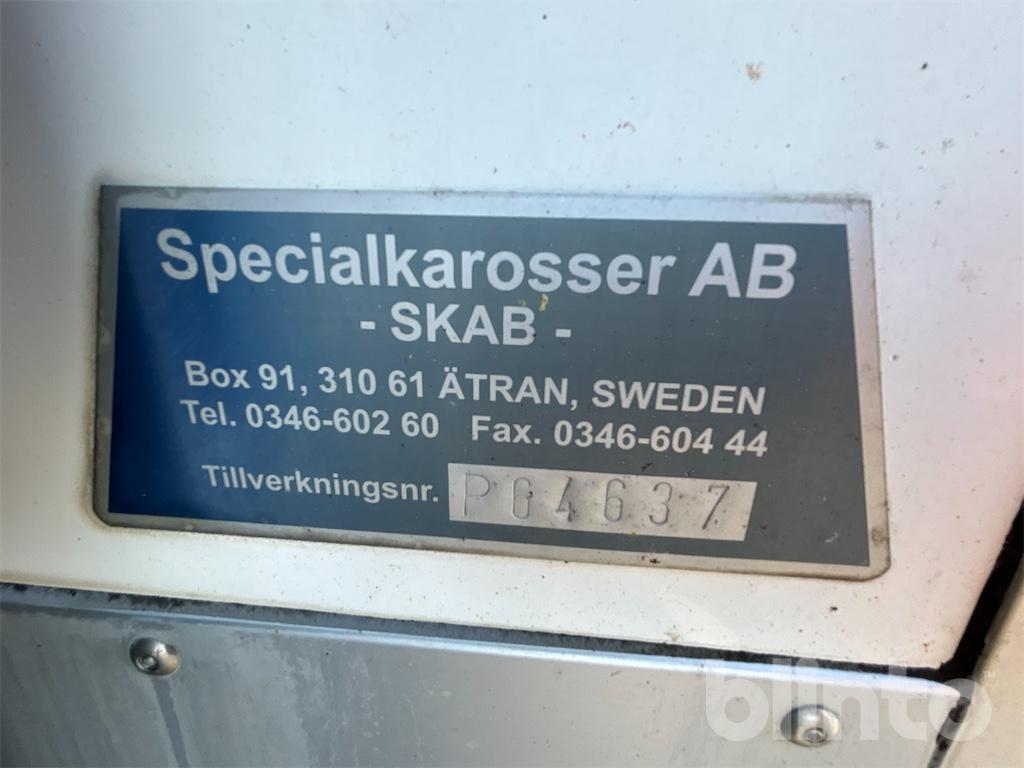 Specialkarosser AB
- SKAB -
Box 91, 310 61 ÄTRAN, SWEDEN
Tel. 0346-602 60 Fax. 0346-604 44
Tillverkningsnr. P64637
blinto™